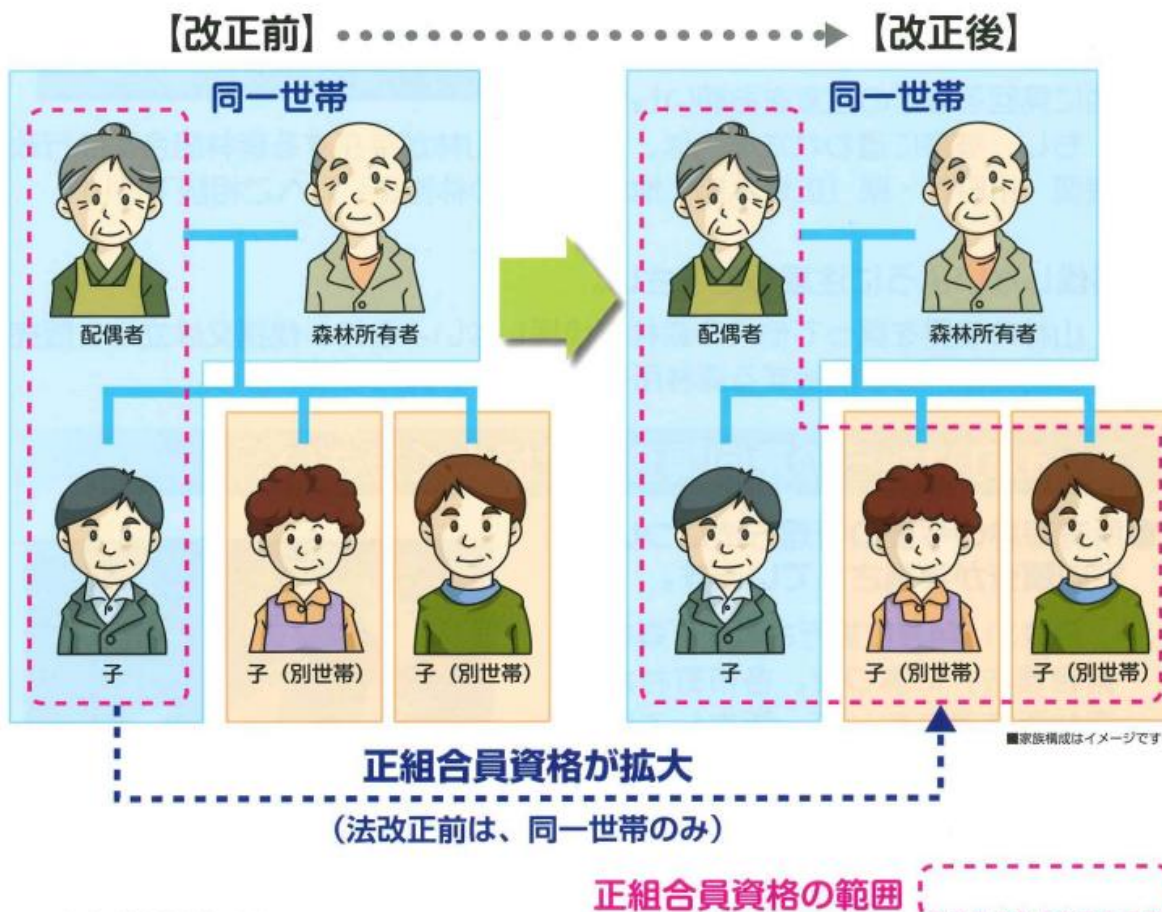 【改正前】
【改正後】
同一世帯
配偶者
森林所有者
子
子（別世帯）
子（別世帯）
同一世帯
配偶者
森林所有者
子
子（別世帯）
子（別世帯）
■家族構成はイメージです
正組合員資格が拡大
（法改正前は、同一世帯のみ）
正組合員資格の範囲